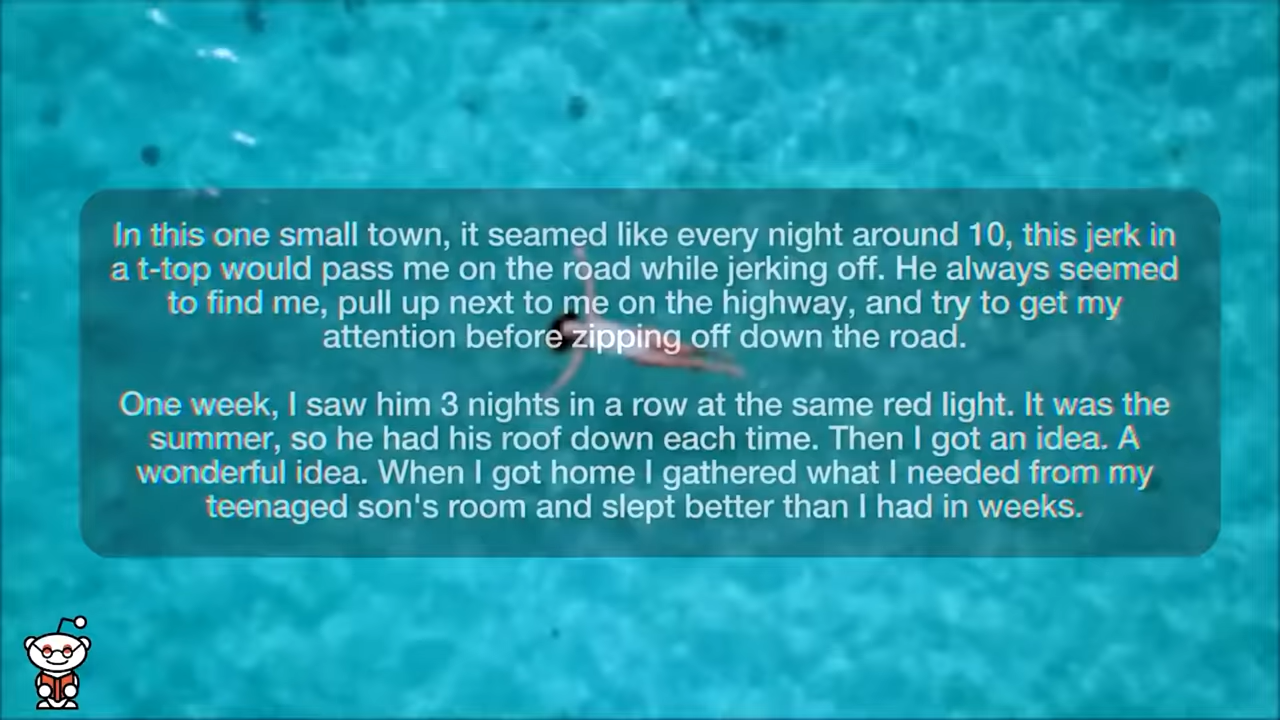 In this one small town, it seamed like every night around 10, this jerk in
a t-top would pass me on the road while jerking off. He always seemed
to find me, pull up next to me on the highway, and try to get my
attention before zipping off down the road.
One week, I saw him 3 nights in a row at the same red light. It was the
summer, so he had his roof down each time. Then I got an idea. A
wonderful idea. When I got home I gathered what I needed from my
teenaged son's room and slept better than I had in weeks.